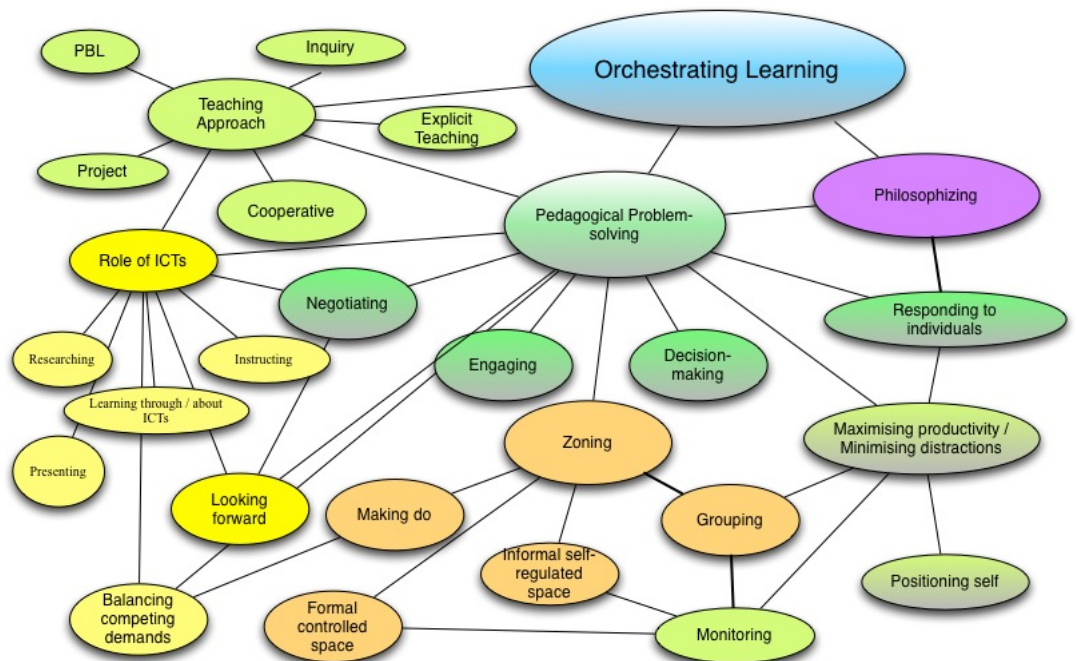 PBL
Inquiry
Orchestrating Learning
Teaching
Approach
Explicit
Teaching
Project
Cooperative
Pedagogical Problem-
solving
Philosophizing
Role of ICTs
Negotiating
Responding to
individuals
Researching
Instructing
Engaging
Decision-
making
Learning through / about
ICTs
Maximising productivity /
Minimising distractions
Zoning
Presenting
Looking
forward
Making do
Grouping
Informal self-
regulated
space
Positioning self
Balancing
competing
demands
Formal
controlled
space
Monitoring